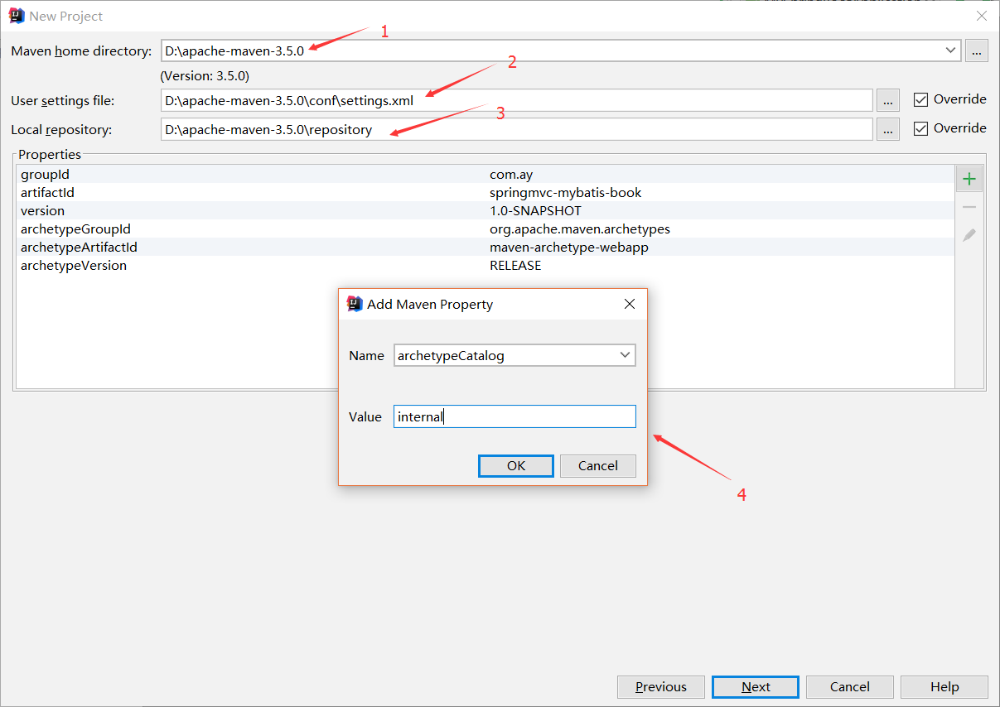 New Project
1
Maven home directory: D:\apache-maven-3.5.0 ...
2
(Version: 3.5.0)
User settings file: D:\apache-maven-3.5.0\conf\settings.xml ... Override
3
Local repository: D:\apache-maven-3.5.0\repository ... Override
Properties
groupId com.ay
artifactId springmvc-mybatis-book
version 1.0-SNAPSHOT
archetypeGroupId org.apache.maven.archetypes
archetypeArtifactId maven-archetype-webapp
archetypeVersion RELEASE
Add Maven Property
Name archetypeCatalog
Value internal
OK Cancel
4
Previous Next Cancel Help